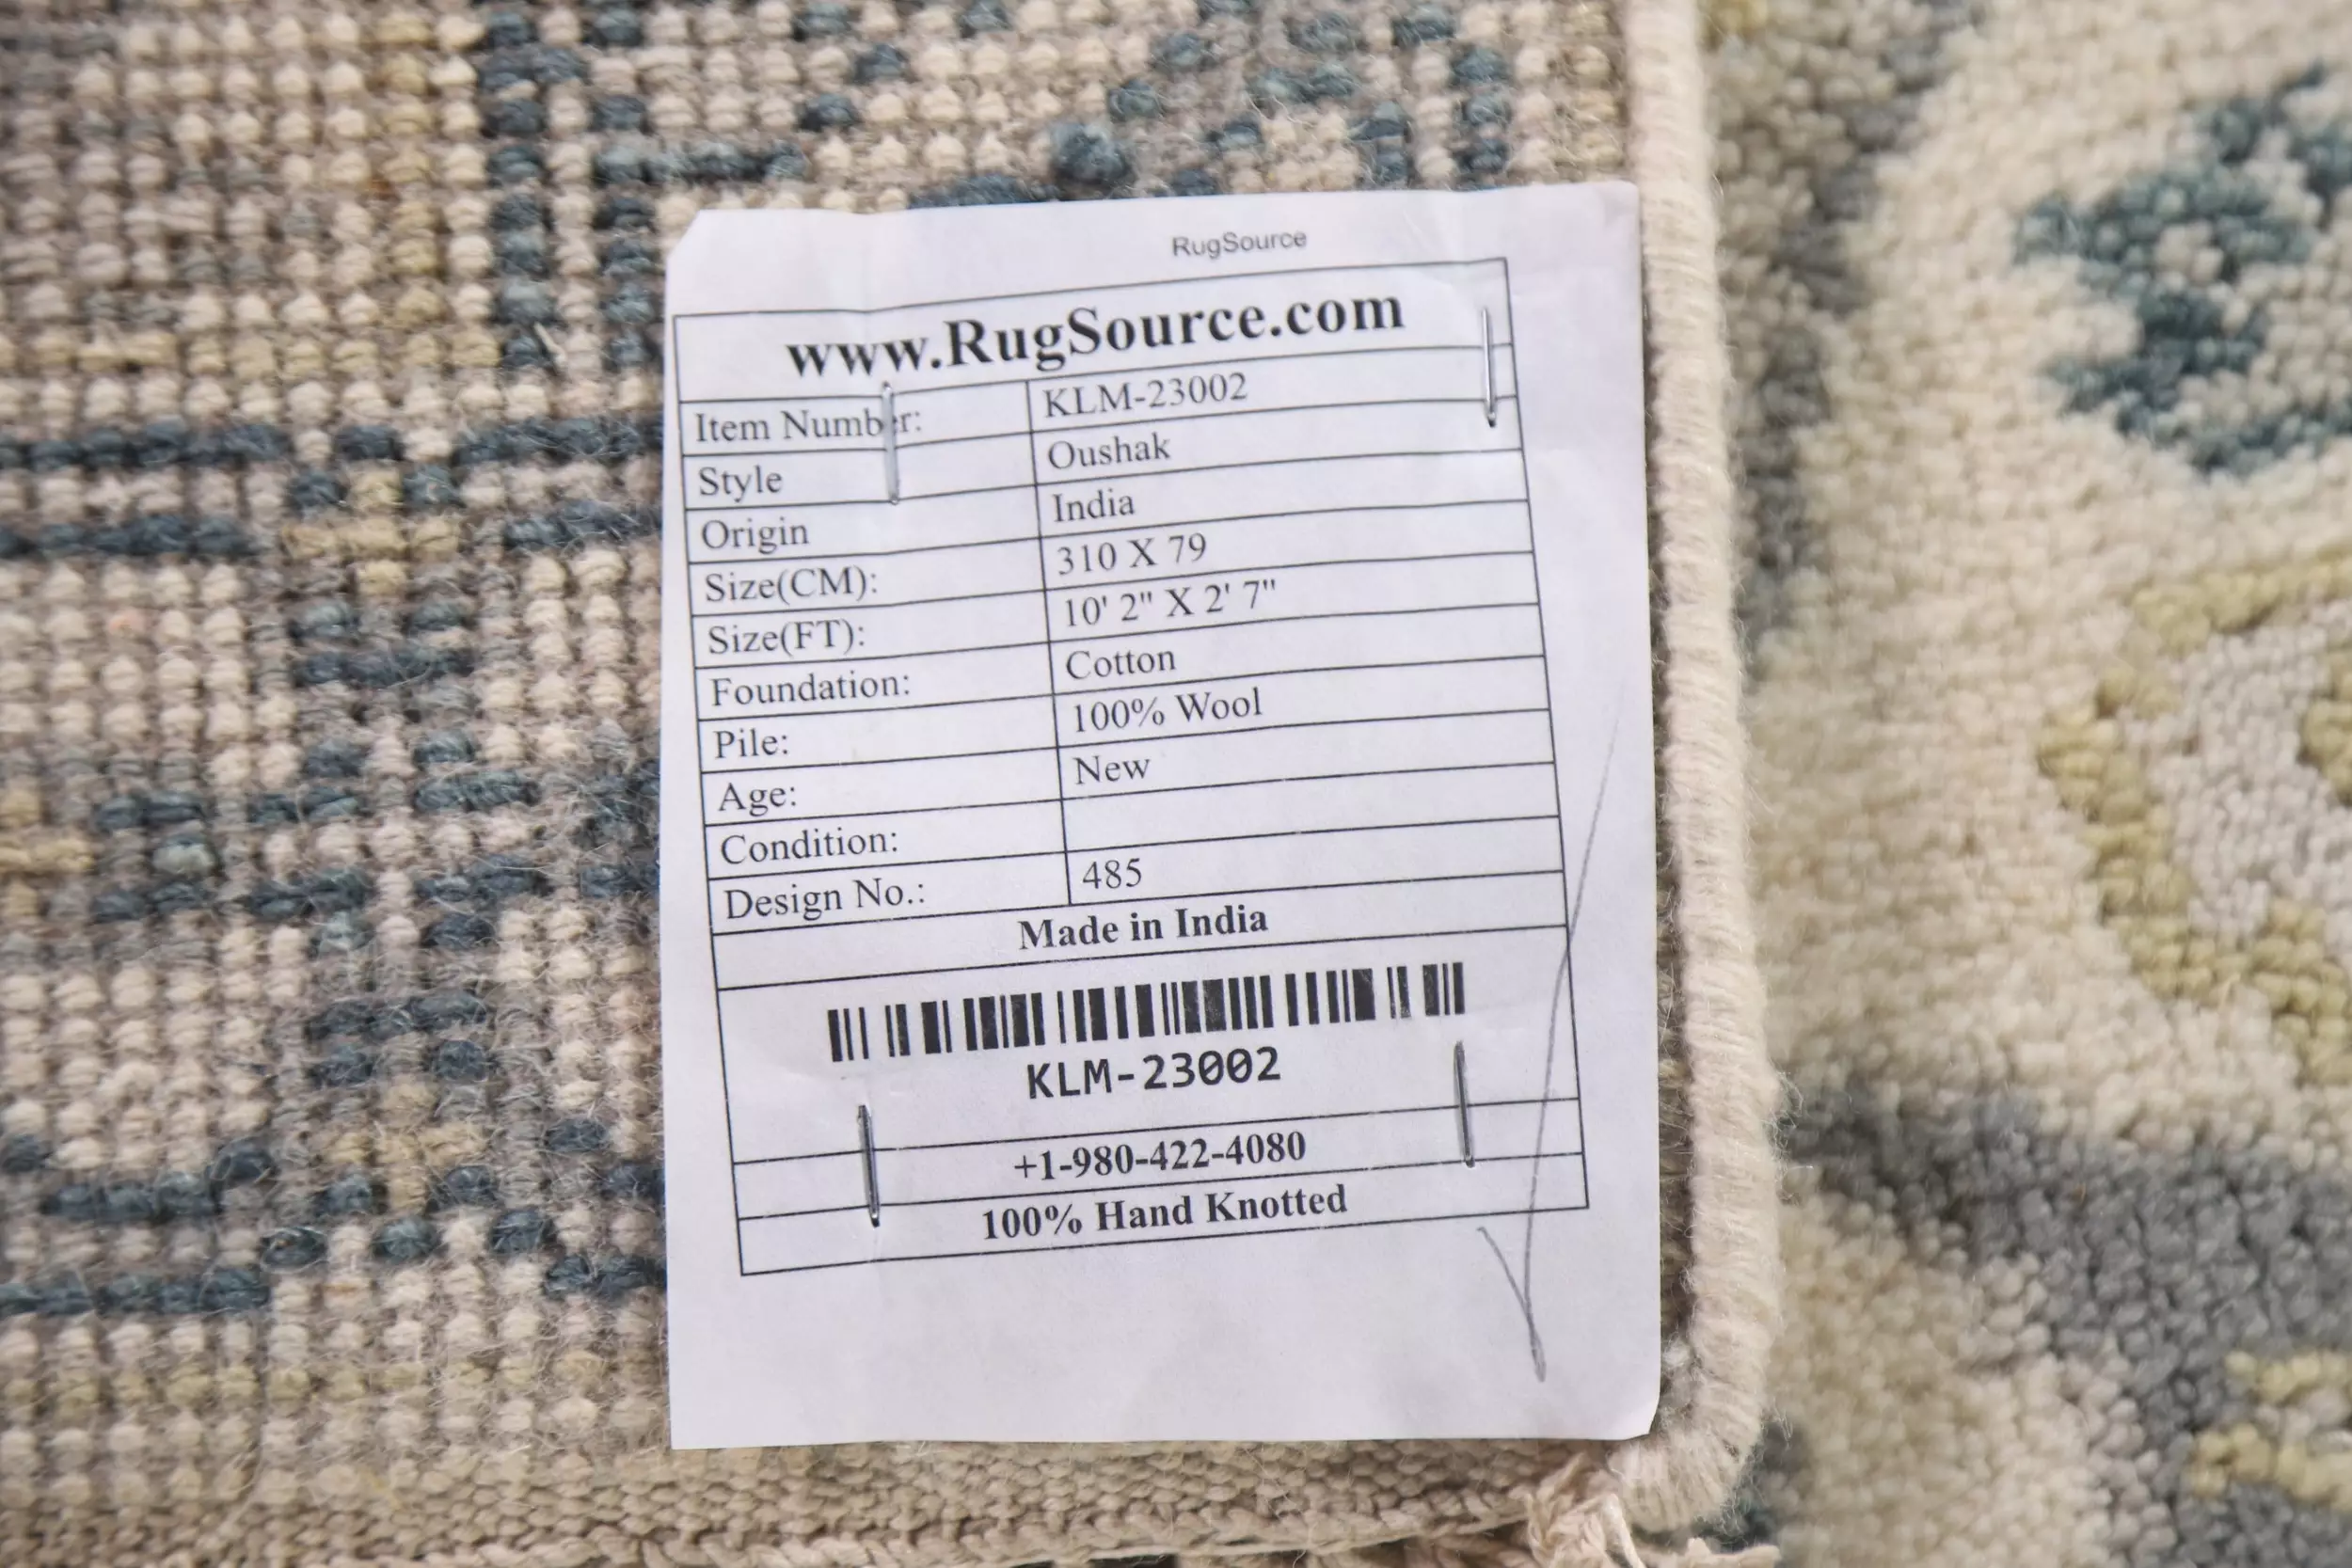 RugSource
www.RugSource.com
Item Number: KLM-23002
Style Oushak
Origin India
Size(CM): 310 X 79
Size(FT): 10' 2" X 2' 7"
Foundation: Cotton
Pile: 100% Wool
Age: New
Condition:
Design No.: 485
Made in India
KLM-23002
+1-980-422-4080
100% Hand Knotted